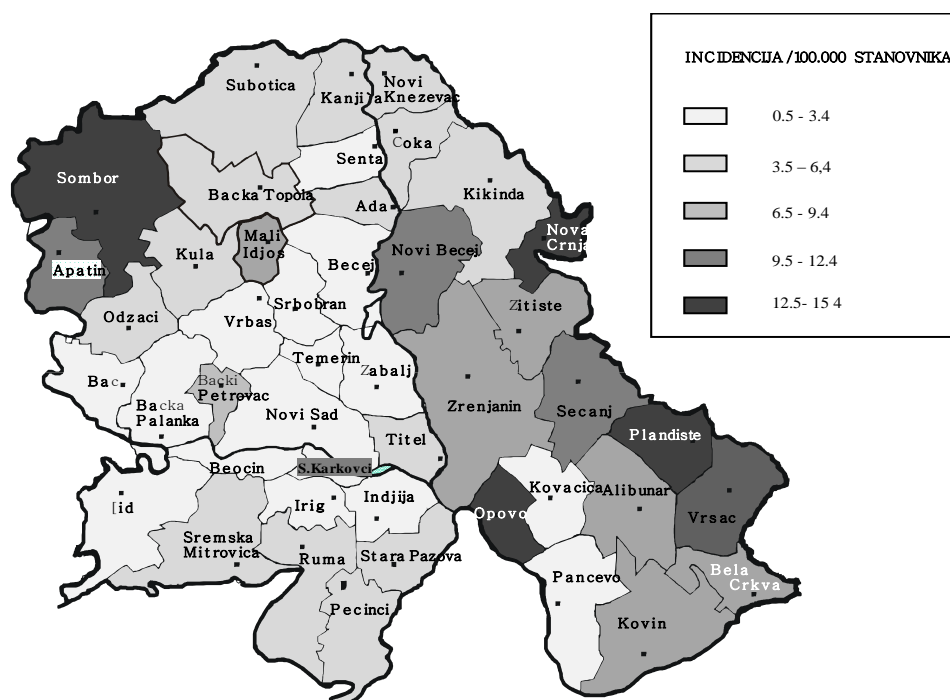 INCIDENCIJA /100.000 STANOVNIKA
0.5 - 3.4
3.5 – 6,4
6.5 - 9.4
9.5 - 12.4
12.5- 15 4
Subotica
Kanji a
Novi
Knezevac
Coka
Senta
Sombor
Backa Topola
Ada
Kikinda
Nova
Crnja
Mali
Idjos
Novi Becej
Kula
Apatin
Becej
Srbobran
Zitiste
Odzaci
Vrbas
Temerin
Zabalj
Bac
Backi
Petrovac
Backa
Palanka
Novi Sad
Zrenjanin
Secanj
Titel
Plandiste
Beocin
S.Karkovci
Kovacica
Alibunar
Indjija
Irig
id
Opovo
Vrsac
Sremska
Mitrovica
Ruma
Stara Pazova
Bela
Crkva
Pancevo
Pecinci
Kovin